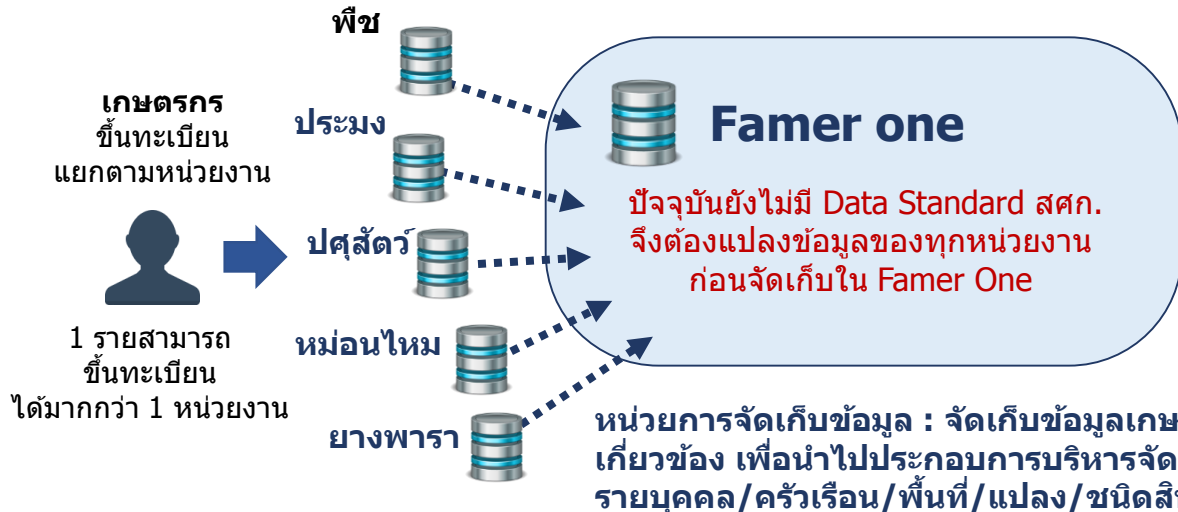 พืช
เกษตรกร
ขึ้นทะเบียน
แยกตามหน่วยงาน
ประมง
ปศุสัตว์
หม่อนไหม
ยางพารา
1 รายสามารถ
ขึ้นทะเบียน
ได้มากกว่า 1 หน่วยงาน
Famer one
ปัจจุบันยังไม่มี Data Standard สศก.
จึงต้องแปลงข้อมูลของทุกหน่วยงาน
ก่อนจัดเก็บใน Famer One
หน่วยการจัดเก็บข้อมูล : จัดเก็บข้อมูลเกษ
เกี่ยวข้อง เพื่อนำไปประกอบการบริหารจัด
รายบุคคล/ครัวเรือน/พื้นที่/แปลง/ชนิดสิน